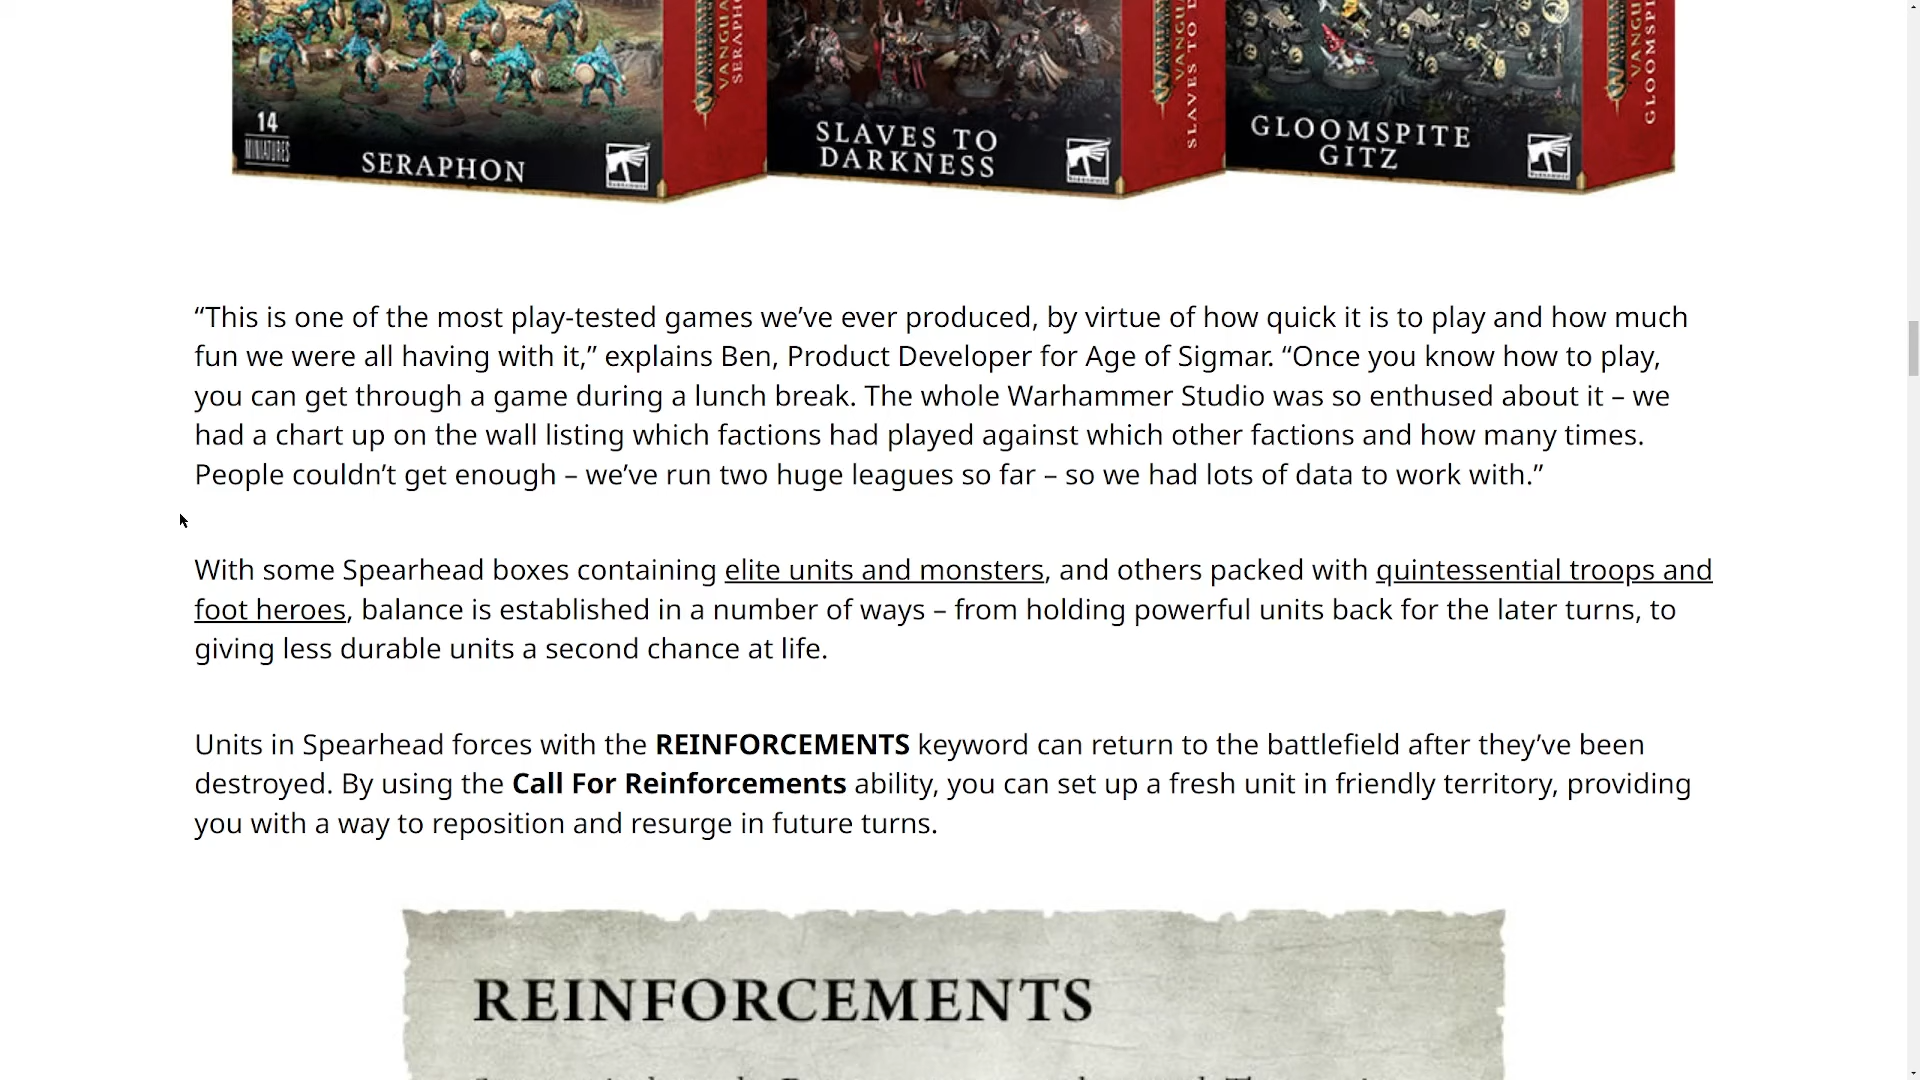 14
MINIATURES
SERAPHON
SLAVES TO
DARKNESS
GLOOMSPITE
GITZ
“This is one of the most play-tested games we’ve ever produced, by virtue of how quick it is to play and how much
fun we were all having with it,” explains Ben, Product Developer for Age of Sigmar. “Once you know how to play,
you can get through a game during a lunch break. The whole Warhammer Studio was so enthused about it – we
had a chart up on the wall listing which factions had played against which other factions and how many times.
People couldn’t get enough – we’ve run two huge leagues so far – so we had lots of data to work with.”
With some Spearhead boxes containing elite units and monsters, and others packed with quintessential troops and
foot heroes, balance is established in a number of ways – from holding powerful units back for the later turns, to
giving less durable units a second chance at life.
Units in Spearhead forces with the REINFORCEMENTS keyword can return to the battlefield after they’ve been
destroyed. By using the Call For Reinforcements ability, you can set up a fresh unit in friendly territory, providing
you with a way to reposition and resurge in future turns.
REINFORCEMENTS